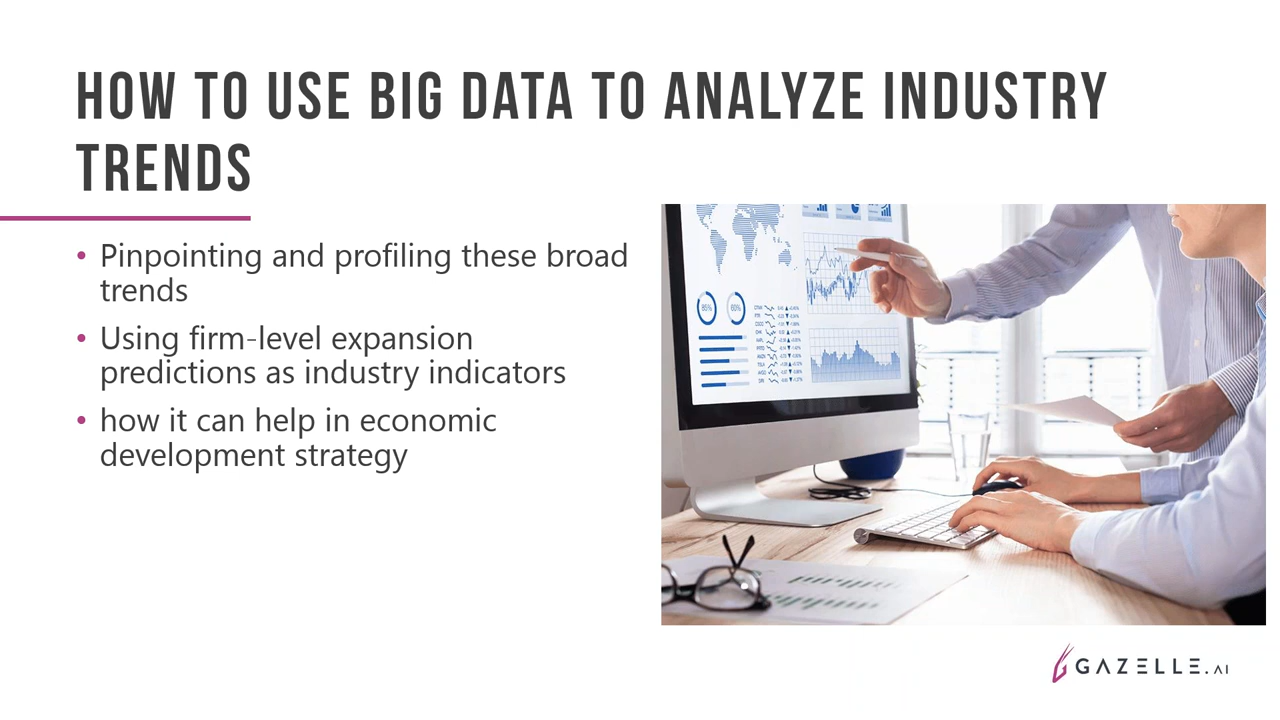 HOW TO USE BIG DATA TO ANALYZE INDUSTRY
TRENDS
• Pinpointing and profiling these broad
trends
• Using firm-level expansion
predictions as industry indicators
• how it can help in economic
development strategy
GAZELLE.AI